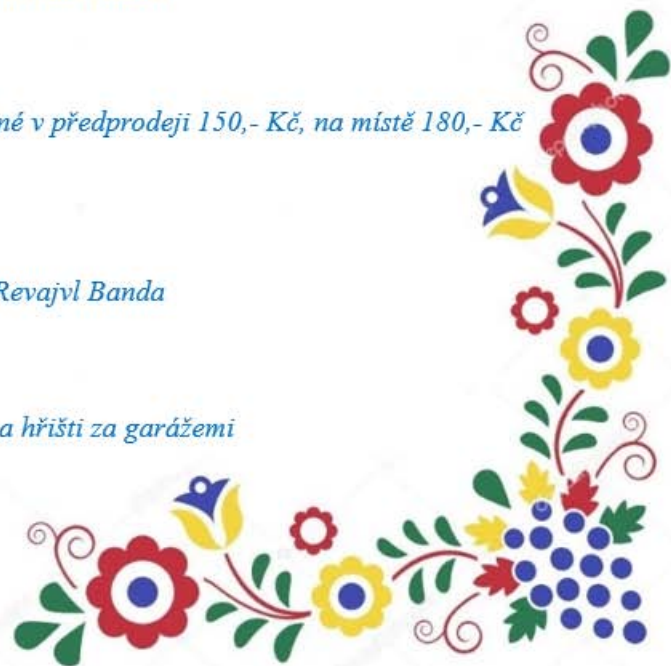 né v předprodeji 150,- Kč, na místě 180,- Kč
Revajvl Banda
a hřišti za garážemi